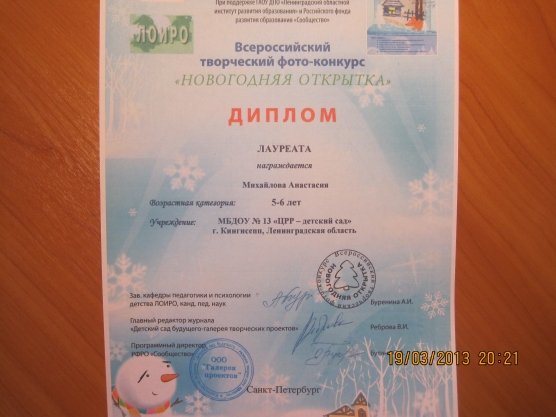 При поддержке ГАОУ ДПО «Ленинградский областной
институт развития образования» и Российского фонда
развития образования «Сообщество»
ЛОИРО
Всероссийский
творческий фото-конкурс
«НОВОГОДНЯЯ ОТКРЫТКА»
ДИПЛОМ
ЛАУРЕАТА
награждается
Михайлова Анастасия
Возрастная категория: 5-6 лет
Учреждение: МБДОУ № 13 «ЦРР – детский сад»
г. Кингисепп, Ленинградская область
НОВОГОДНЯЯ ОТКРЫТКА
Зав. кафедры педагогики и психологии
детства ЛОИРО, канд. пед. наук
Буренина А.И.
Главный редактор журнала
«Детский сад будущего-галерея творческих проектов»
Реброва В.И.
Программный директор
РФРО «Сообщество»
ООО
"Галерея
проектов"
Санкт-Петербург
19/03/2013 20:21